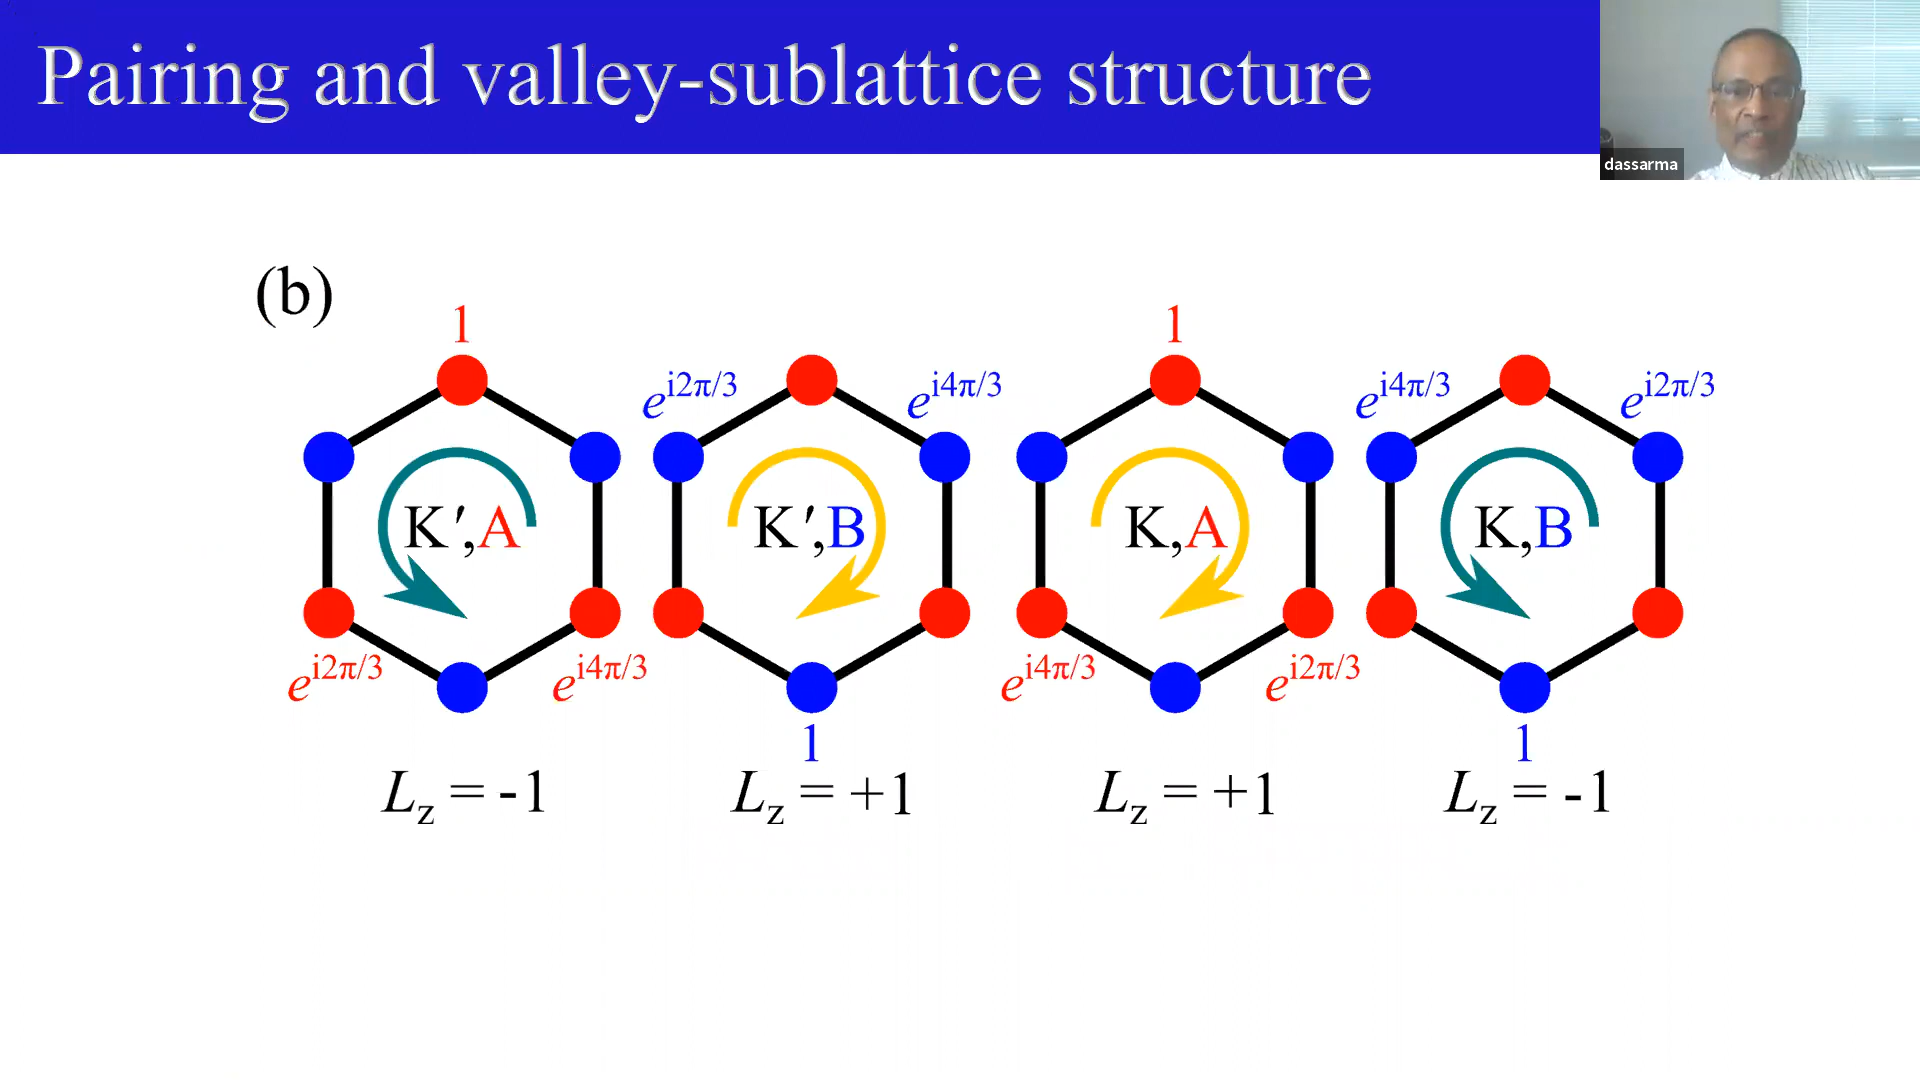 Pairing and valley-sublattice structure
dassarma
(b)
1
1
e^{i2π/3}
e^{i4π/3}
e^{i4π/3}
e^{i2π/3}
K′,A
K′,B
K,A
K,B
e^{i2π/3}
e^{i4π/3}
e^{i4π/3}
e^{i2π/3}
1
1
L_z = -1
L_z = +1
L_z = +1
L_z = -1